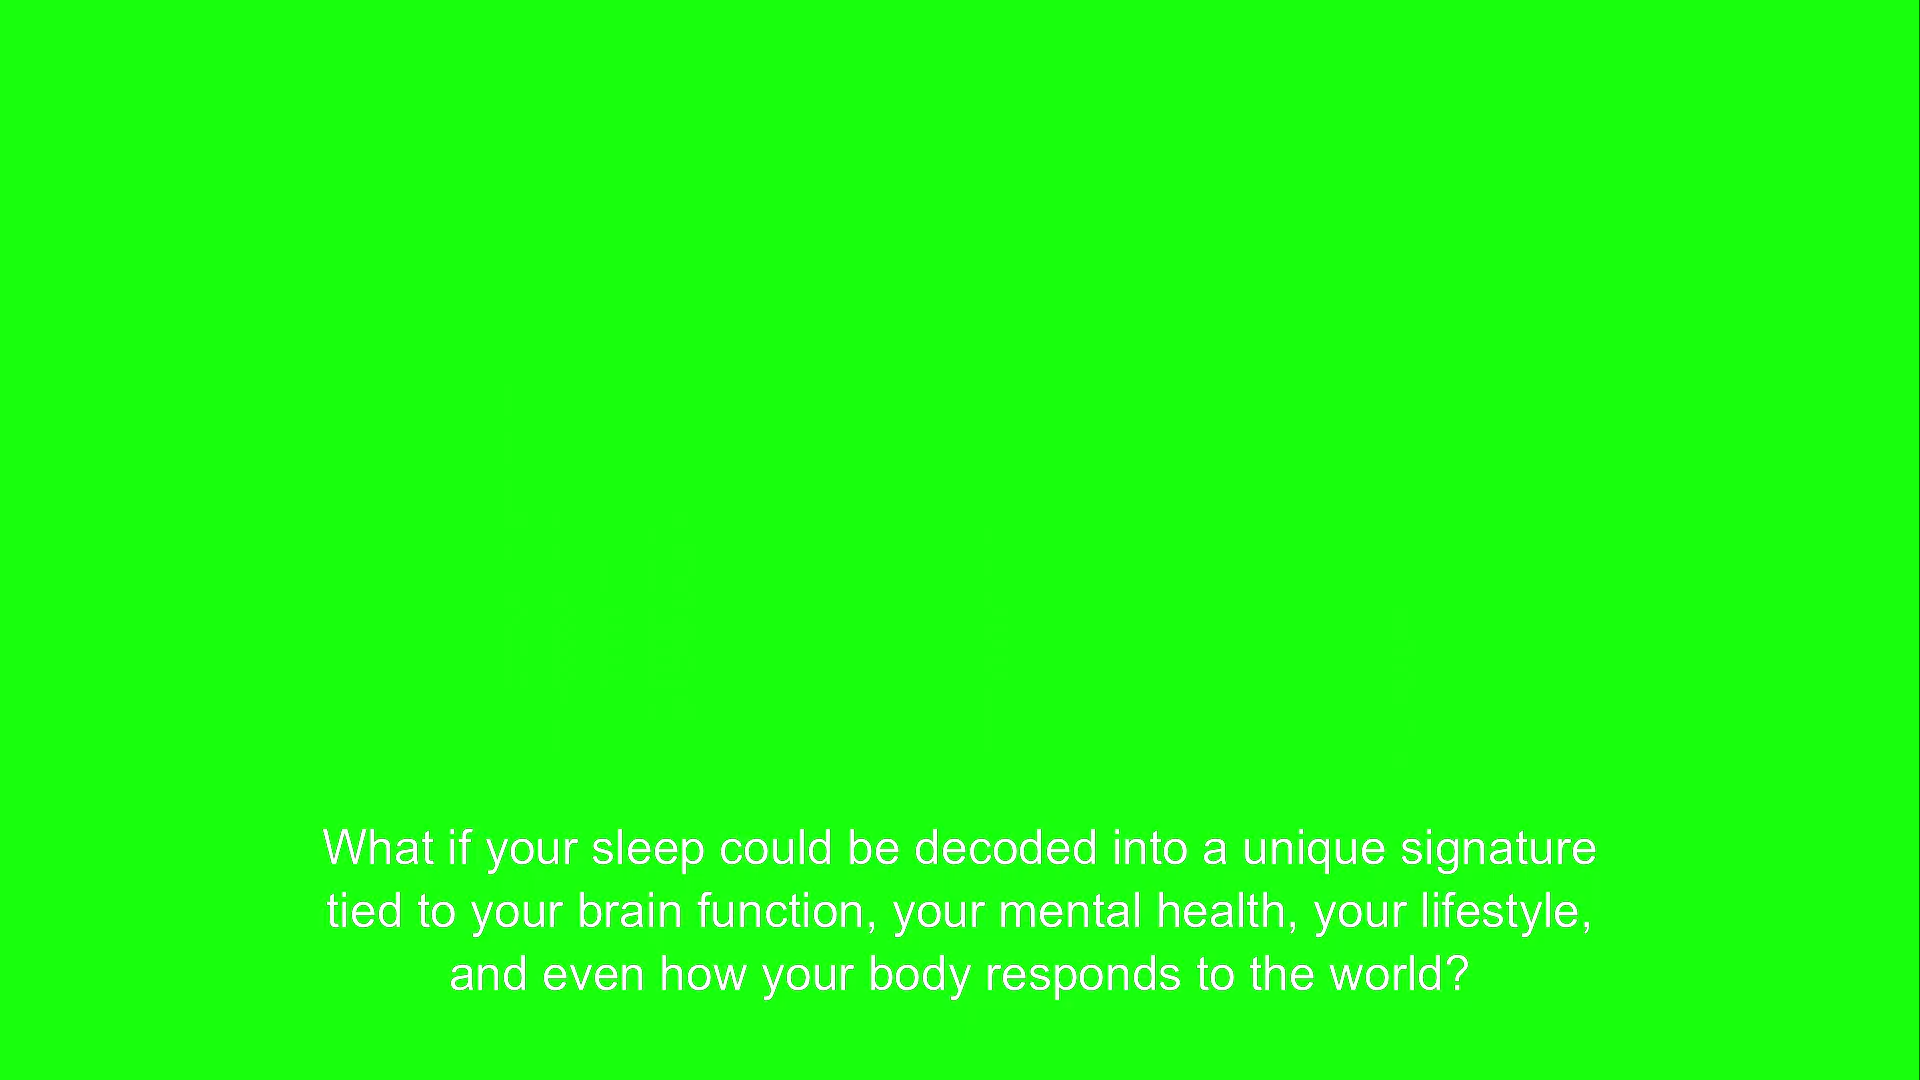 What if your sleep could be decoded into a unique signature
tied to your brain function, your mental health, your lifestyle,
and even how your body responds to the world?